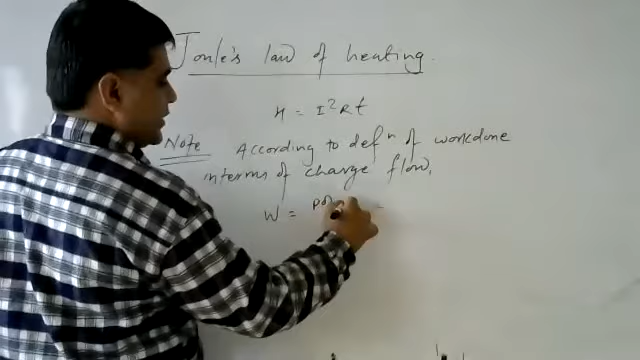 Joule's law of heating.
H = I²Rt
Note According to defⁿ of workdone
interms of charge flow,
W = =